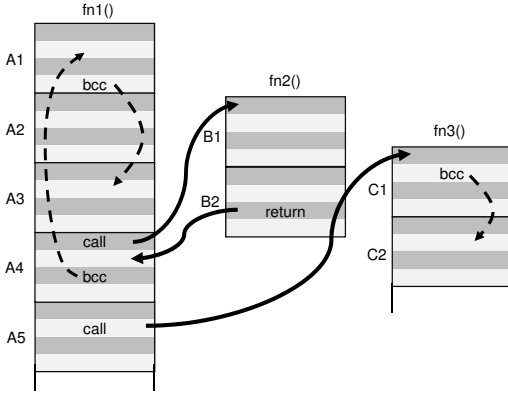 fn1()
A1
bcc
A2
A3
A4
call
bcc
A5
call
fn2()
B1
B2
return
fn3()
C1
bcc
C2